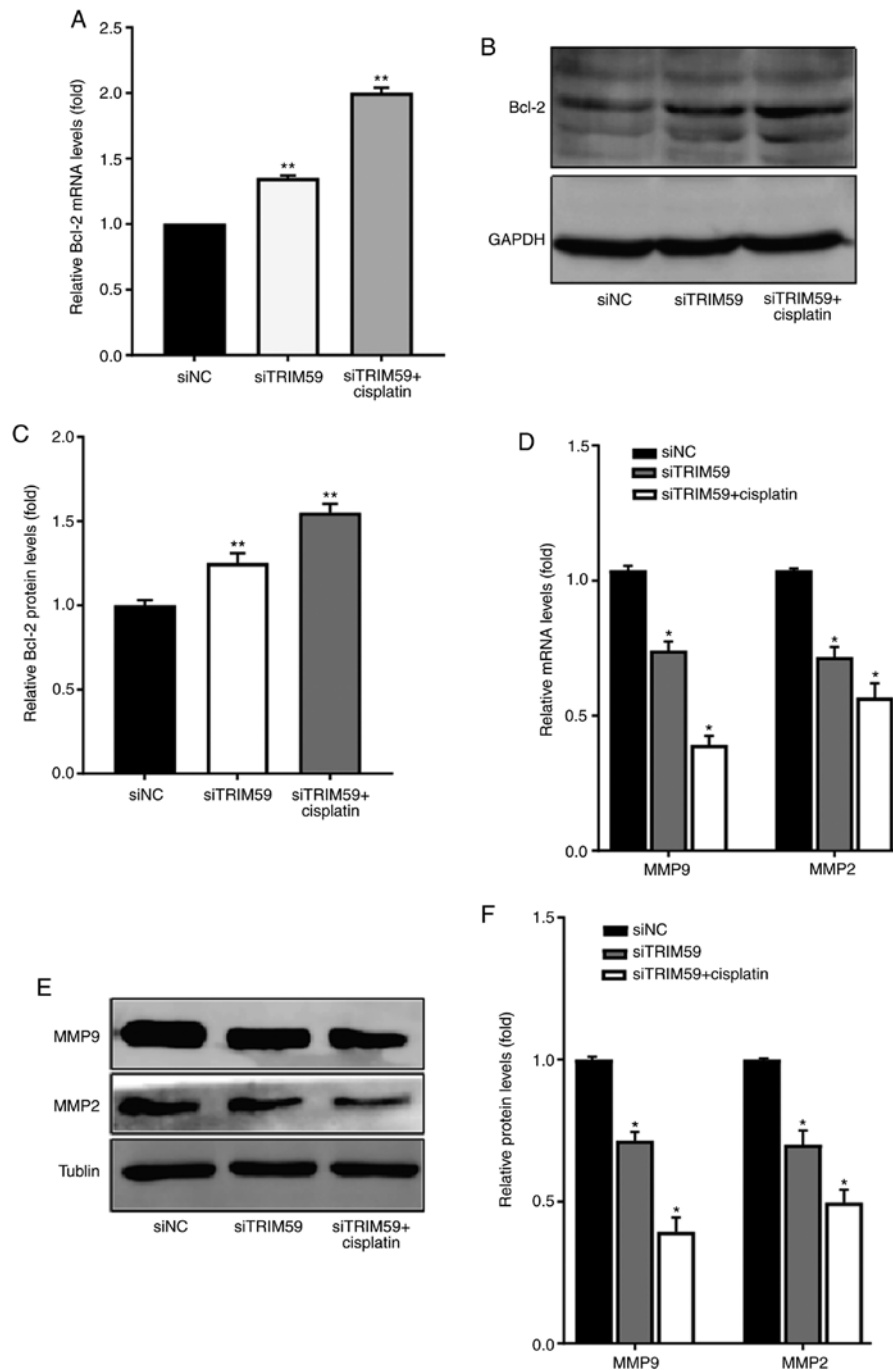 A
Relative Bcl-2 mRNA levels (fold)
2.5
2.0
1.5
1.0
0.5
0.0
**
**
siNC
siTRIM59
siTRIM59+
cisplatin
B
Bcl-2
GAPDH
siNC
siTRIM59
siTRIM59+
cisplatin
C
Relative Bcl-2 protein levels (fold)
2.0
1.5
1.0
0.5
0.0
**
**
siNC
siTRIM59
siTRIM59+
cisplatin
D
Relative mRNA levels (fold)
1.5
1.0
0.5
0.0
siNC
siTRIM59
siTRIM59+cisplatin
*
*
*
*
MMP9
MMP2
E
MMP9
MMP2
Tublin
siNC
siTRIM59
siTRIM59+
cisplatin
F
Relative protein levels (fold)
1.5
1.0
0.5
0.0
siNC
siTRIM59
siTRIM59+cisplatin
*
*
*
*
MMP9
MMP2